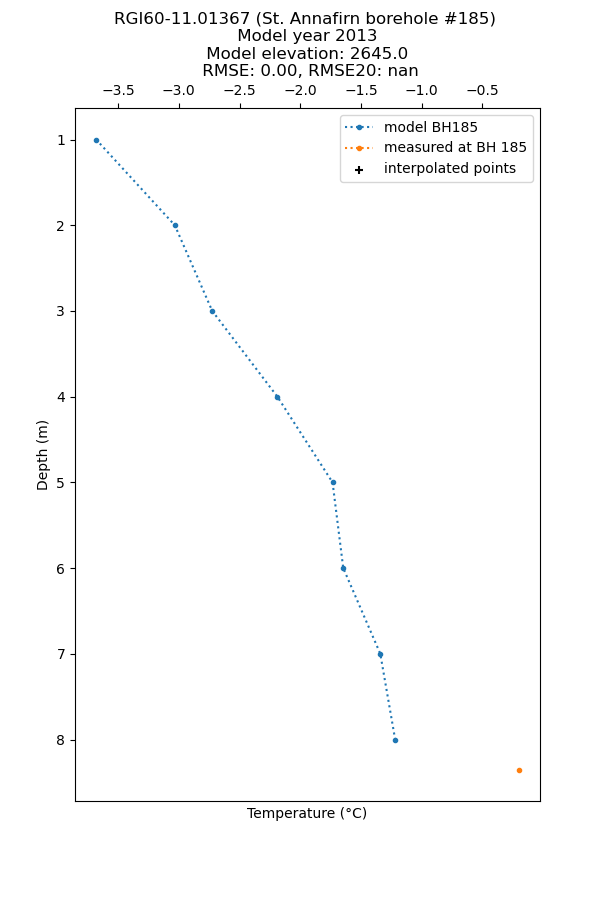 RGI60-11.01367 (St. Annafirn borehole #185)
Model year 2013
Model elevation: 2645.0
RMSE: 0.00, RMSE20: nan
−3.5 −3.0 −2.5 −2.0 −1.5 −1.0 −0.5
model BH185
measured at BH 185
interpolated points
1
2
3
4
5
6
7
8
Depth (m)
Temperature (°C)